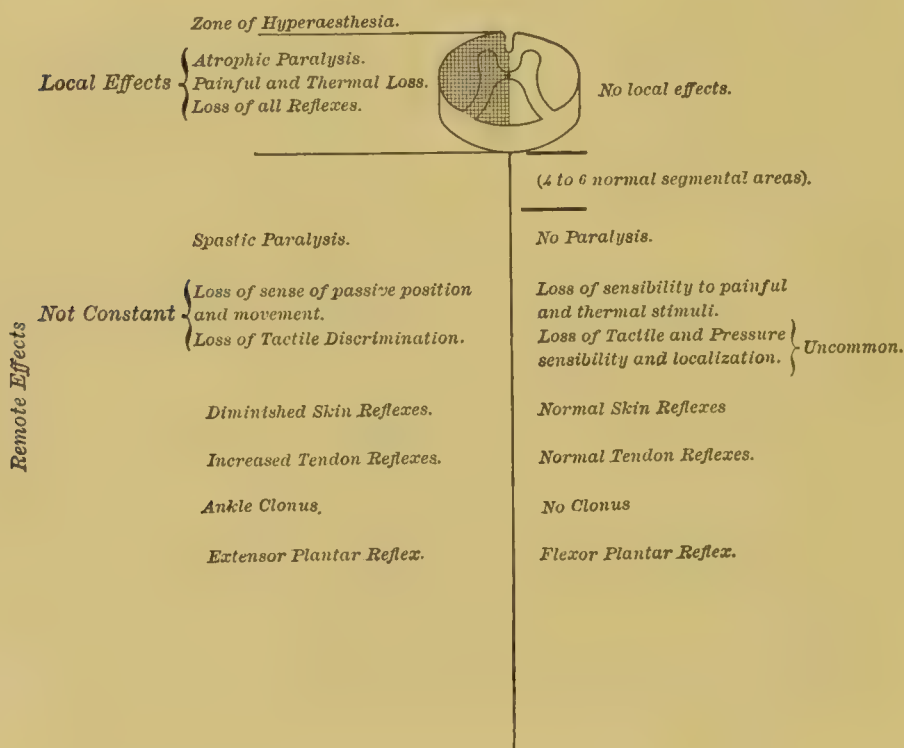 Zone of Hyperaesthesia.
Local Effects
Atrophic Paralysis.
Painful and Thermal Loss.
Loss of all Reflexes.
No local effects.
(4 to 6 normal segmental areas).
Remote Effects
Spastic Paralysis.
No Paralysis.
Not Constant
Loss of sense of passive position
and movement.
Loss of Tactile Discrimination.
Loss of sensibility to painful
and thermal stimuli.
Loss of Tactile and Pressure
sensibility and localization.
Uncommon.
Diminished Skin Reflexes.
Normal Skin Reflexes
Increased Tendon Reflexes.
Normal Tendon Reflexes.
Ankle Clonus.
No Clonus
Extensor Plantar Reflex.
Flexor Plantar Reflex.